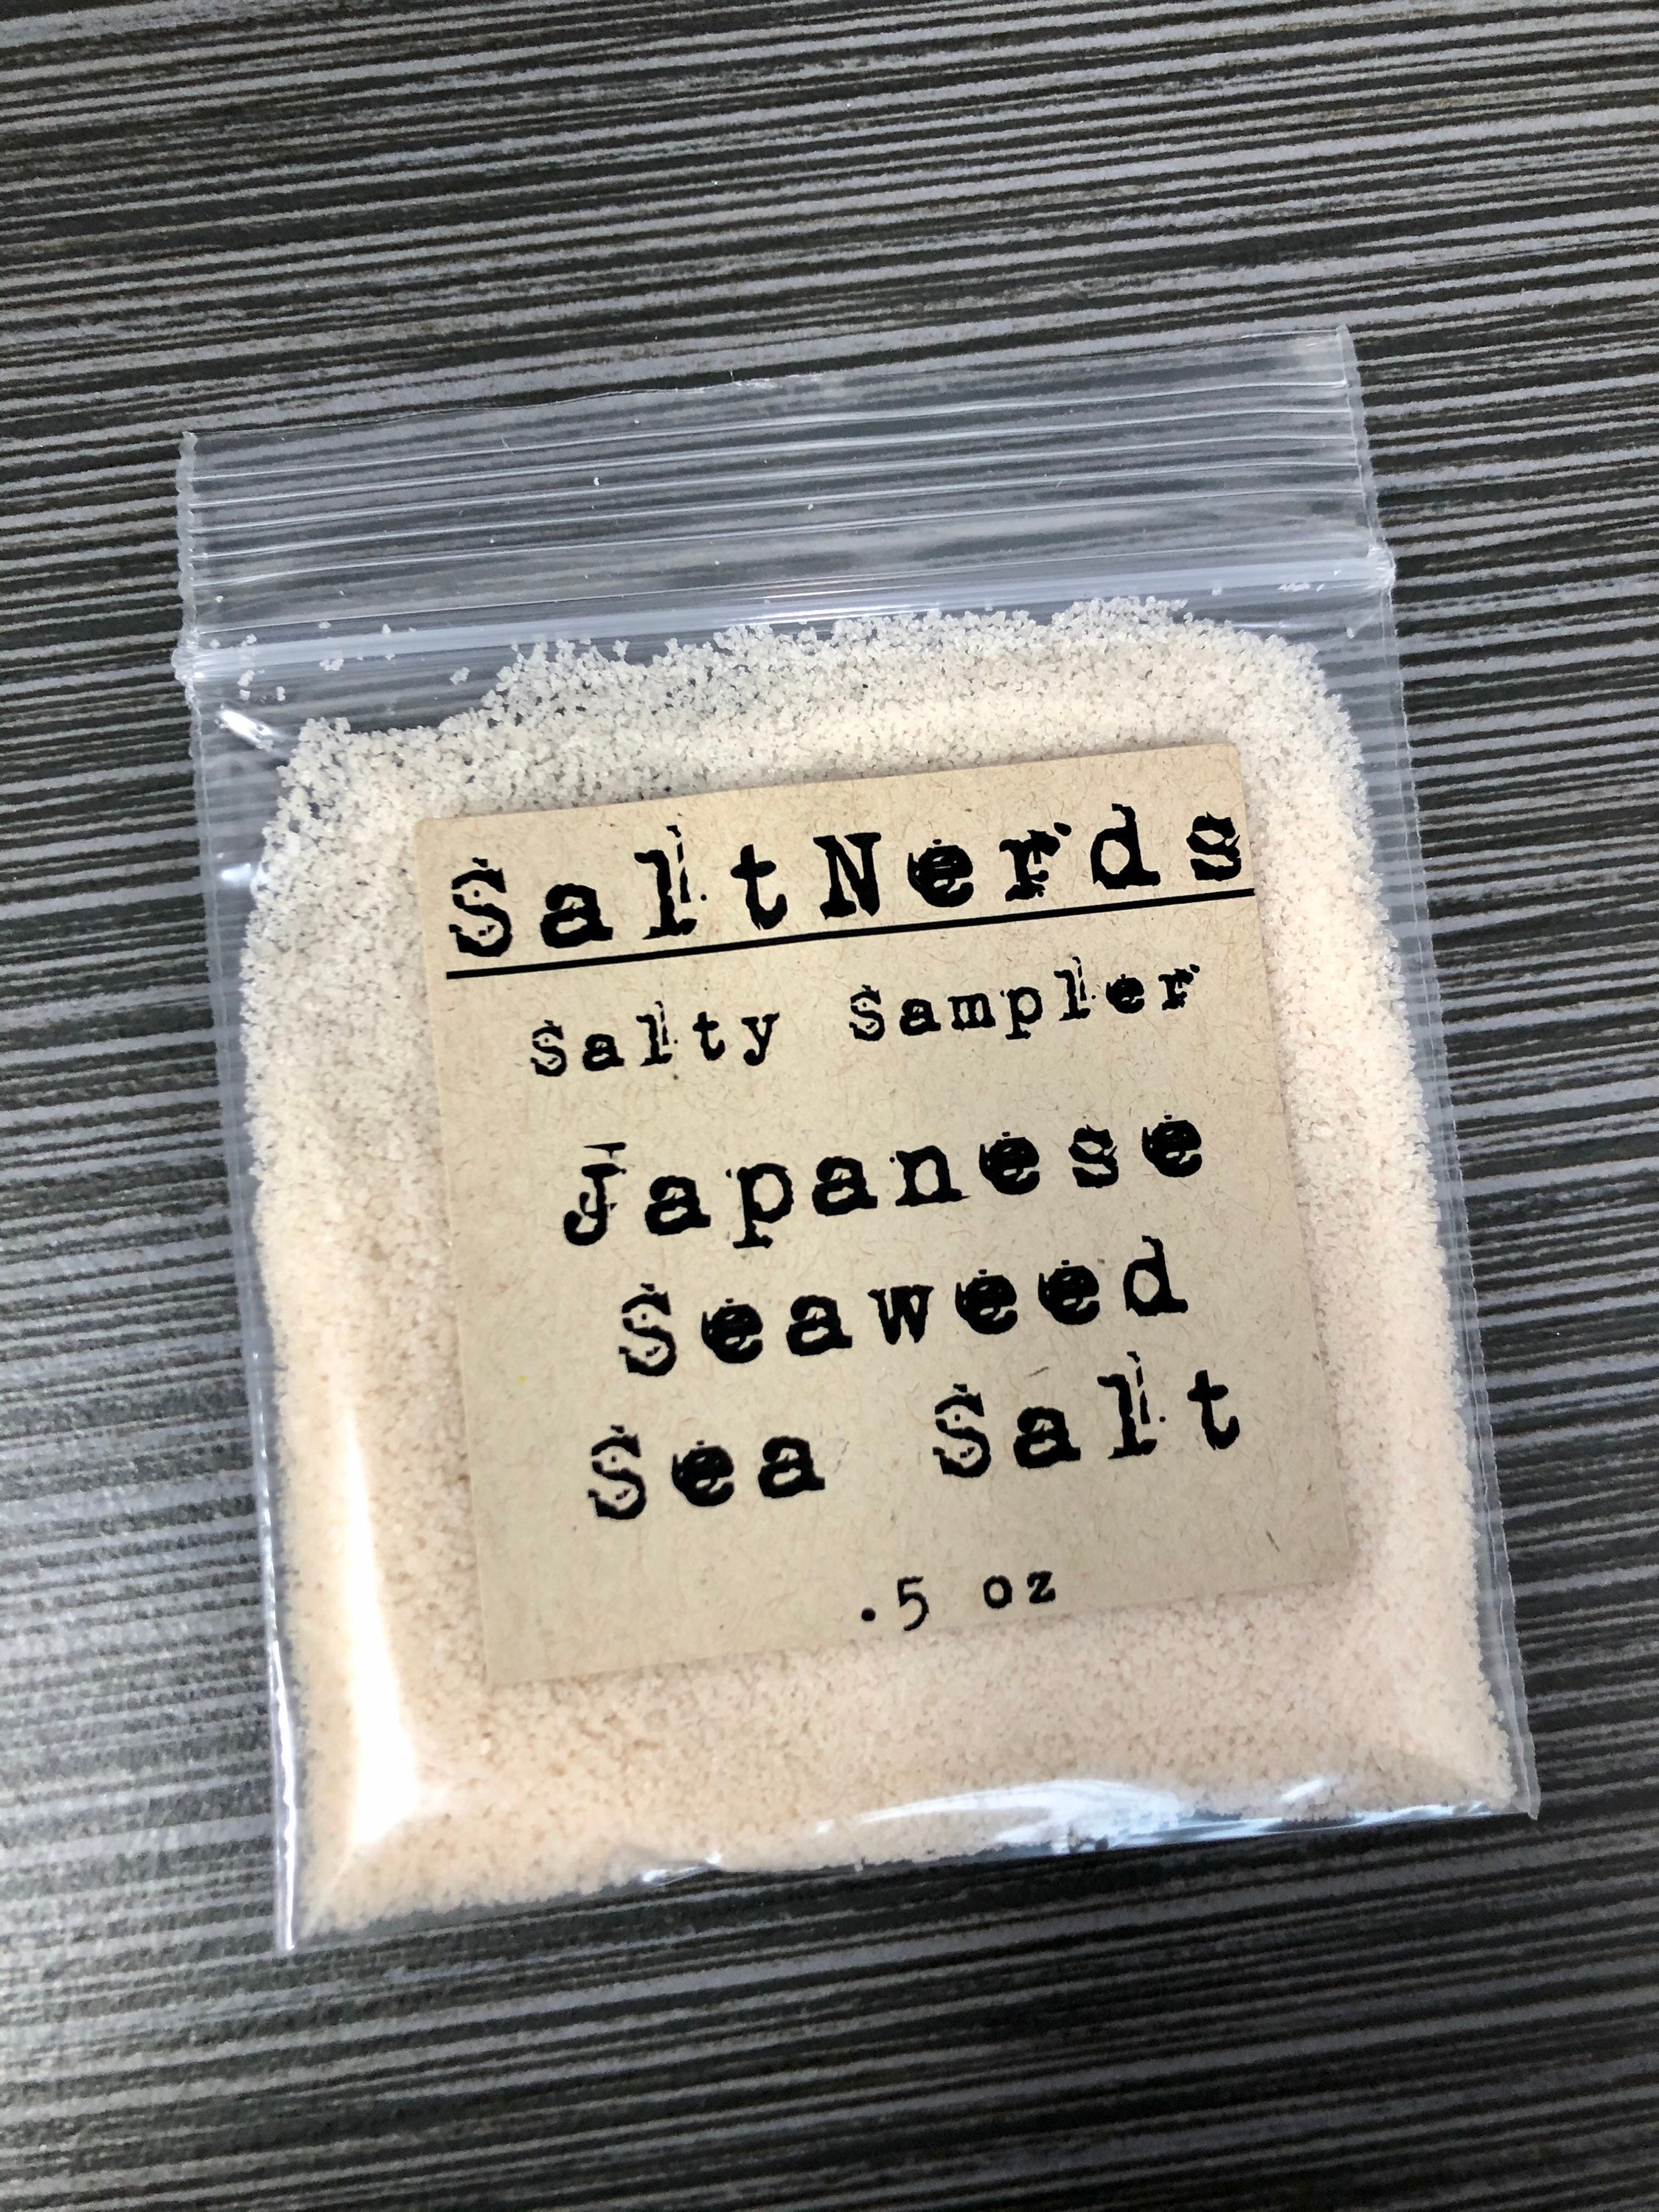 SaltNerds
Salty Sampler
Japanese
Seaweed
Sea Salt
.5 oz